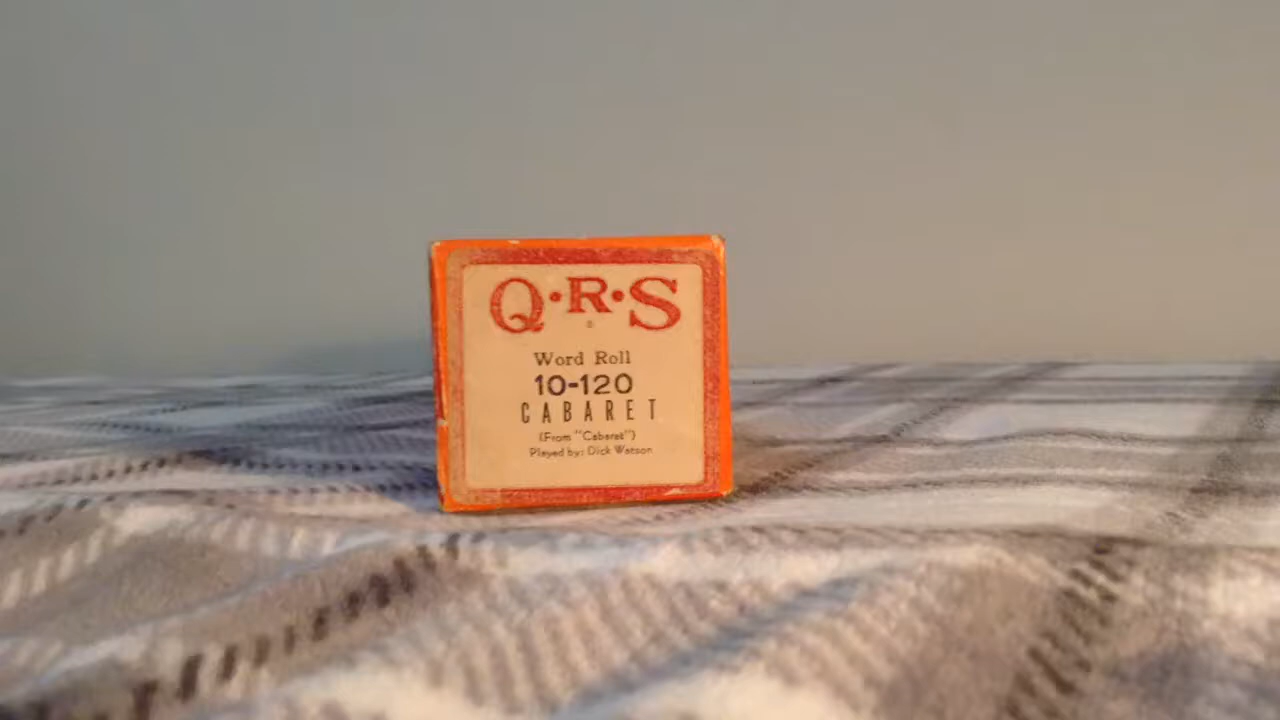 Q·R·S
®
Word Roll
10-120
CABARET
(From "Cabaret")
Played by: Dick Watson